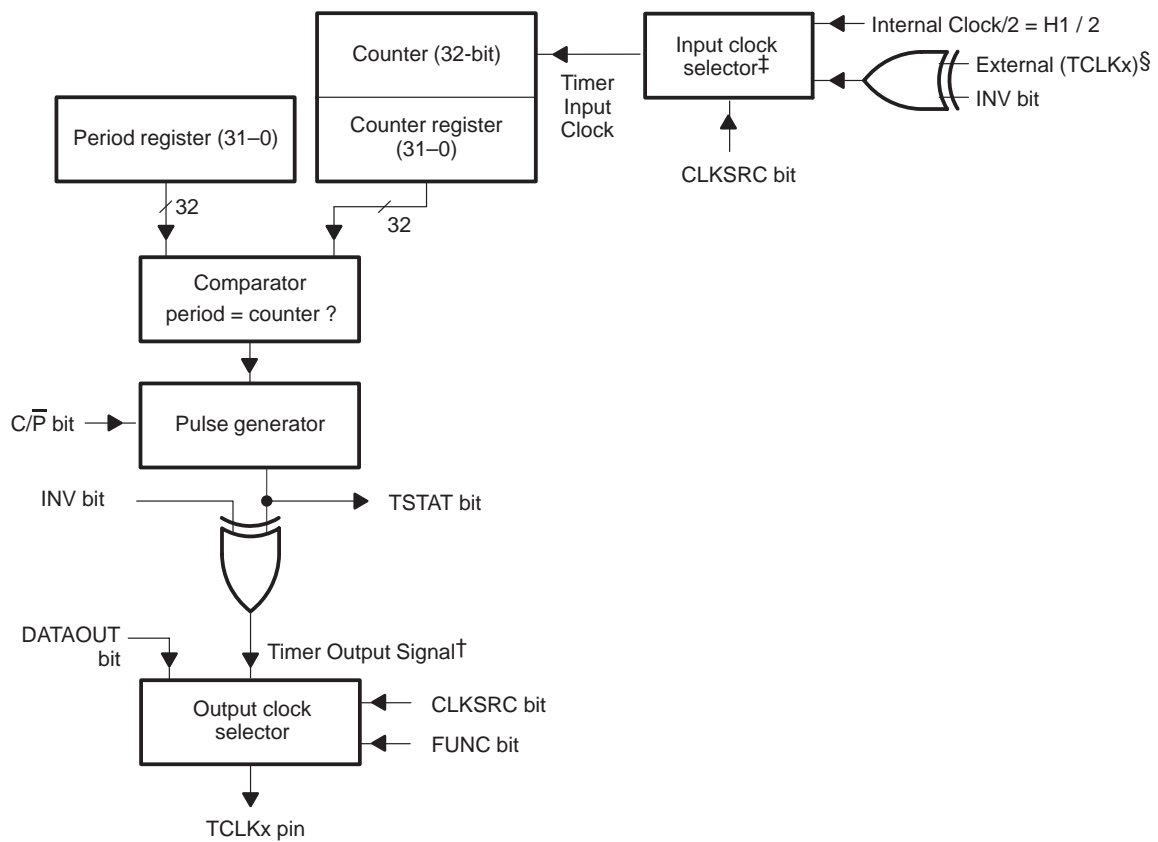 Counter (32-bit)
Input clock
selector‡
Internal Clock/2 = H1 / 2
External (TCLKx)§
INV bit
Timer
Input
Clock
Period register (31–0)
Counter register
(31–0)
CLKSRC bit
32
32
Comparator
period = counter ?
C/P̅ bit
Pulse generator
INV bit
TSTAT bit
DATAOUT
bit
Timer Output Signal†
Output clock
selector
CLKSRC bit
FUNC bit
TCLKx pin